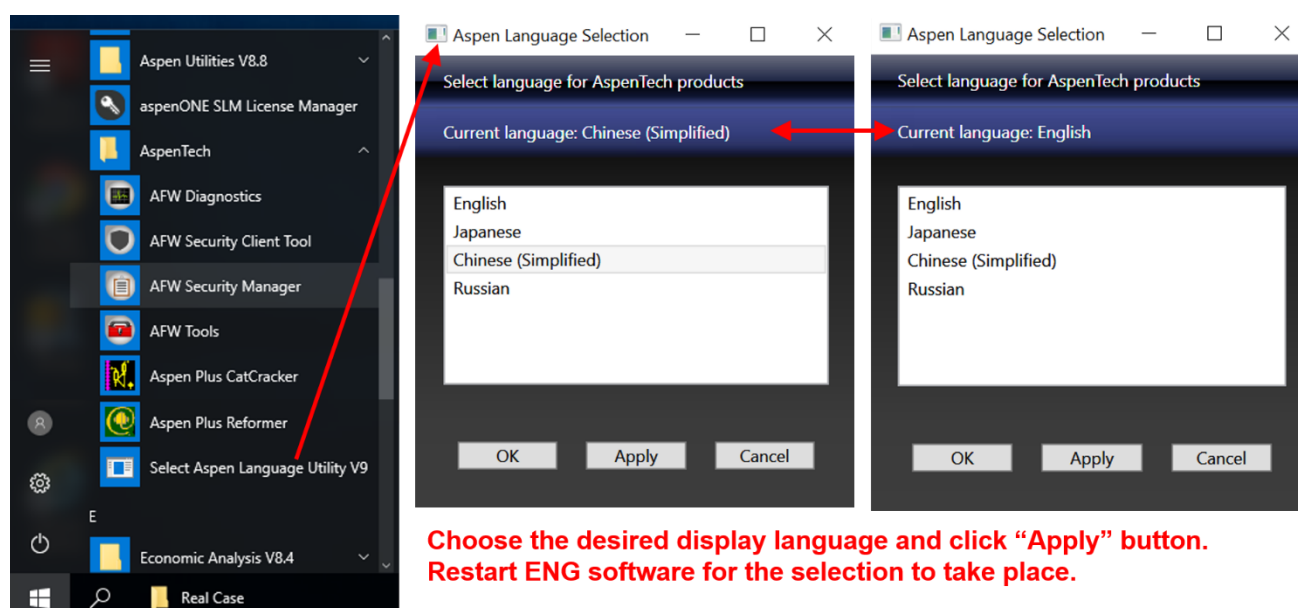 Aspen Utilities V8.8
aspenONE SLM License Manager
AspenTech
AFW Diagnostics
AFW Security Client Tool
AFW Security Manager
AFW Tools
Aspen Plus CatCracker
Aspen Plus Reformer
Select Aspen Language Utility V9
E
Economic Analysis V8.4
Real Case
Aspen Language Selection
Select language for AspenTech products
Current language: Chinese (Simplified)
English
Japanese
Chinese (Simplified)
Russian
OK Apply Cancel
Aspen Language Selection
Select language for AspenTech products
Current language: English
English
Japanese
Chinese (Simplified)
Russian
OK Apply Cancel
Choose the desired display language and click “Apply” button.
Restart ENG software for the selection to take place.